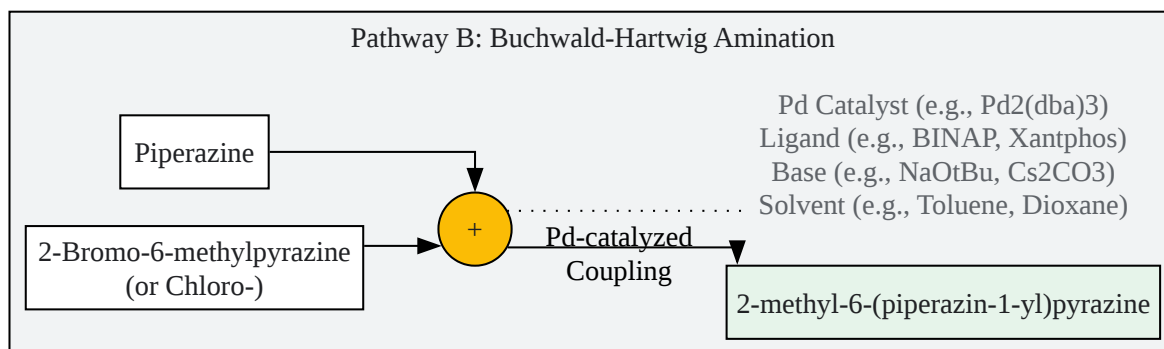 Pathway B: Buchwald-Hartwig Amination
Pd Catalyst (e.g., Pd2(dba)3)
Ligand (e.g., BINAP, Xantphos)
Base (e.g., NaOtBu, Cs2CO3)
Solvent (e.g., Toluene, Dioxane)
Piperazine
2-Bromo-6-methylpyrazine
(or Chloro-)
+
Pd-catalyzed
Coupling
2-methyl-6-(piperazin-1-yl)pyrazine